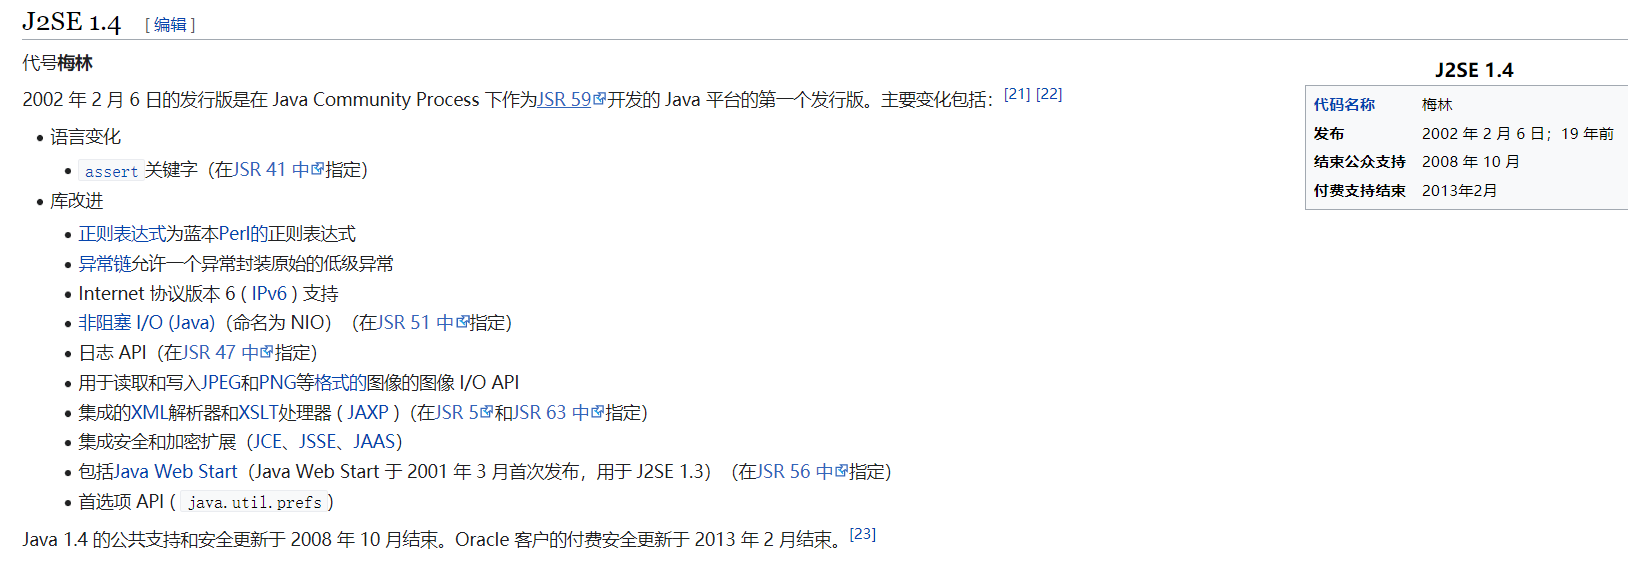 J2SE 1.4 [ 编辑 ]
代号梅林
2002 年 2 月 6 日的发行版是在 Java Community Process 下作为JSR 59开发的 Java 平台的第一个发行版。主要变化包括：[21] [22]
语言变化
assert关键字（在JSR 41 中指定）
库改进
正则表达式为蓝本Perl的正则表达式
异常链允许一个异常封装原始的低级异常
Internet 协议版本 6 ( IPv6 ) 支持
非阻塞 I/O (Java)（命名为 NIO）（在JSR 51 中指定）
日志 API（在JSR 47 中指定）
用于读取和写入JPEG和PNG等格式的图像的图像 I/O API
集成的XML解析器和XSLT处理器 ( JAXP )（在JSR 5和JSR 63 中指定）
集成安全和加密扩展（JCE、JSSE、JAAS）
包括Java Web Start（Java Web Start 于 2001 年 3 月首次发布，用于 J2SE 1.3）（在JSR 56 中指定）
首选项 API ( java.util.prefs )
Java 1.4 的公共支持和安全更新于 2008 年 10 月结束。Oracle 客户的付费安全更新于 2013 年 2 月结束。[23]
J2SE 1.4
代码名称 梅林
发布 2002 年 2 月 6 日；19 年前
结束公众支持 2008 年 10 月
付费支持结束 2013年2月